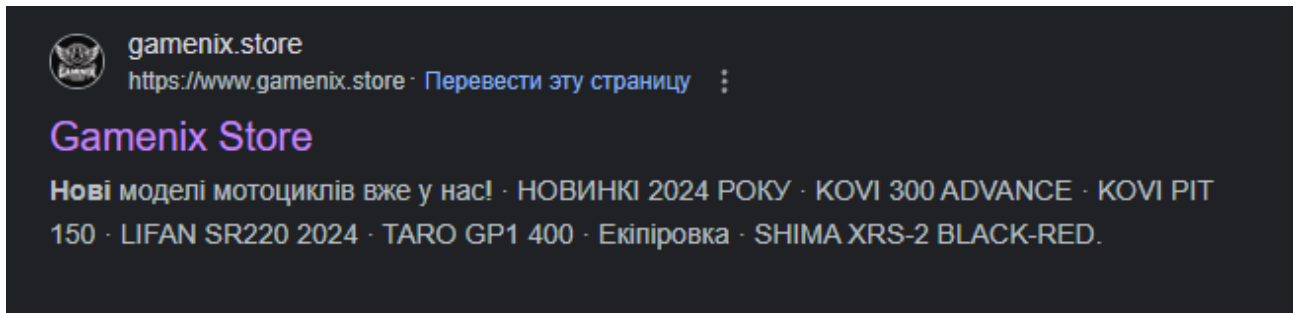 gamenix.store
https://www.gamenix.store · Перевести эту страницу
Gamenix Store
Нові моделі мотоциклів вже у нас! · НОВИНКІ 2024 РОКУ · KOVI 300 ADVANCE · KOVI PIT
150 · LIFAN SR220 2024 · TARO GP1 400 · Екіпіровка · SHIMA XRS-2 BLACK-RED.